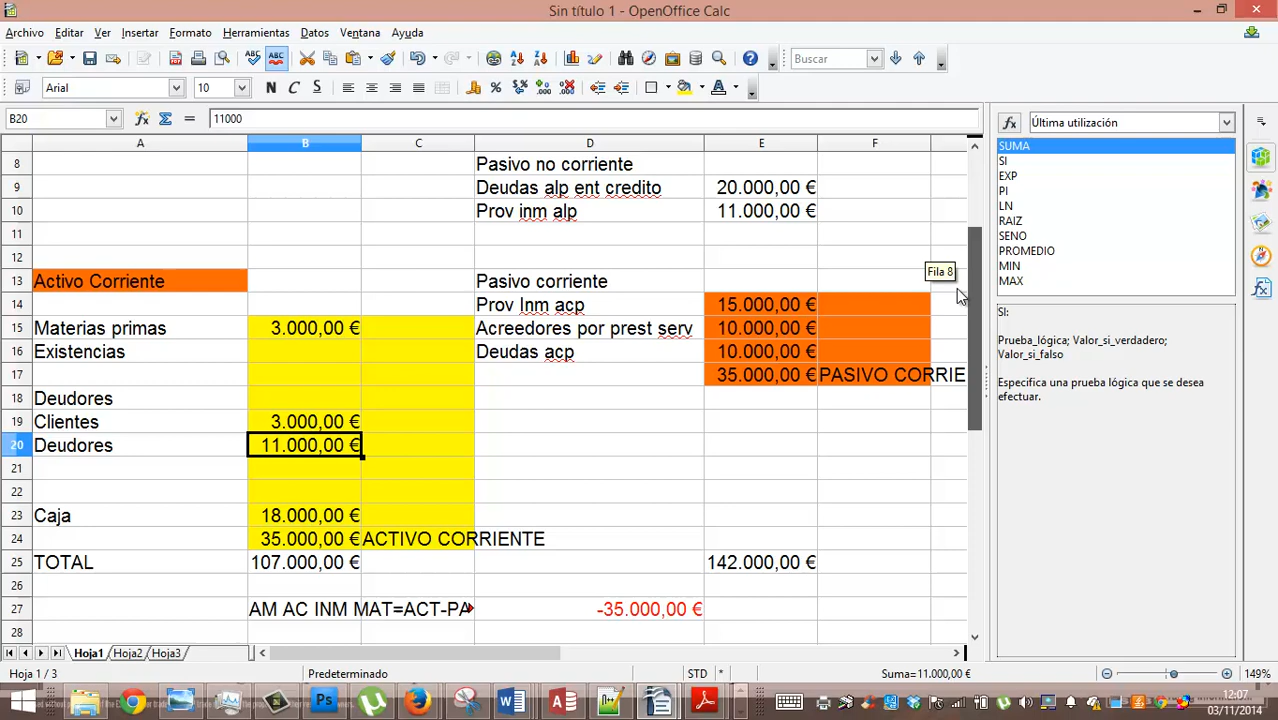 Sin título 1 - OpenOffice Calc
Archivo Editar Ver Insertar Formato Herramientas Datos Ventana Ayuda
Buscar
Arial 10 N C S
B20 11000
A B C D E F
8 Pasivo no corriente
9 Deudas alp ent credito 20.000,00 €
10 Prov inm alp 11.000,00 €
11
12
13 Activo Corriente Pasivo corriente
14 Prov Inm acp 15.000,00 €
15 Materias primas 3.000,00 € Acreedores por prest serv 10.000,00 €
16 Existencias Deudas acp 10.000,00 €
17 35.000,00 € PASIVO CORRIE
18 Deudores
19 Clientes 3.000,00 €
20 Deudores 11.000,00 €
21
22
23 Caja 18.000,00 €
24 35.000,00 € ACTIVO CORRIENTE
25 TOTAL 107.000,00 € 142.000,00 €
26
27 AM AC INM MAT=ACT-PA -35.000,00 €
28
Fila 8
Última utilización
SUMA
SI
EXP
PI
LN
RAIZ
SENO
PROMEDIO
MIN
MAX
SI:
Prueba_lógica; Valor_si_verdadero;
Valor_si_falso
Especifica una prueba lógica que se desea
efectuar.
Hoja1 Hoja2 Hoja3
Hoja 1 / 3 Predeterminado STD * Suma=11.000,00 € 149%
12:07
03/11/2014